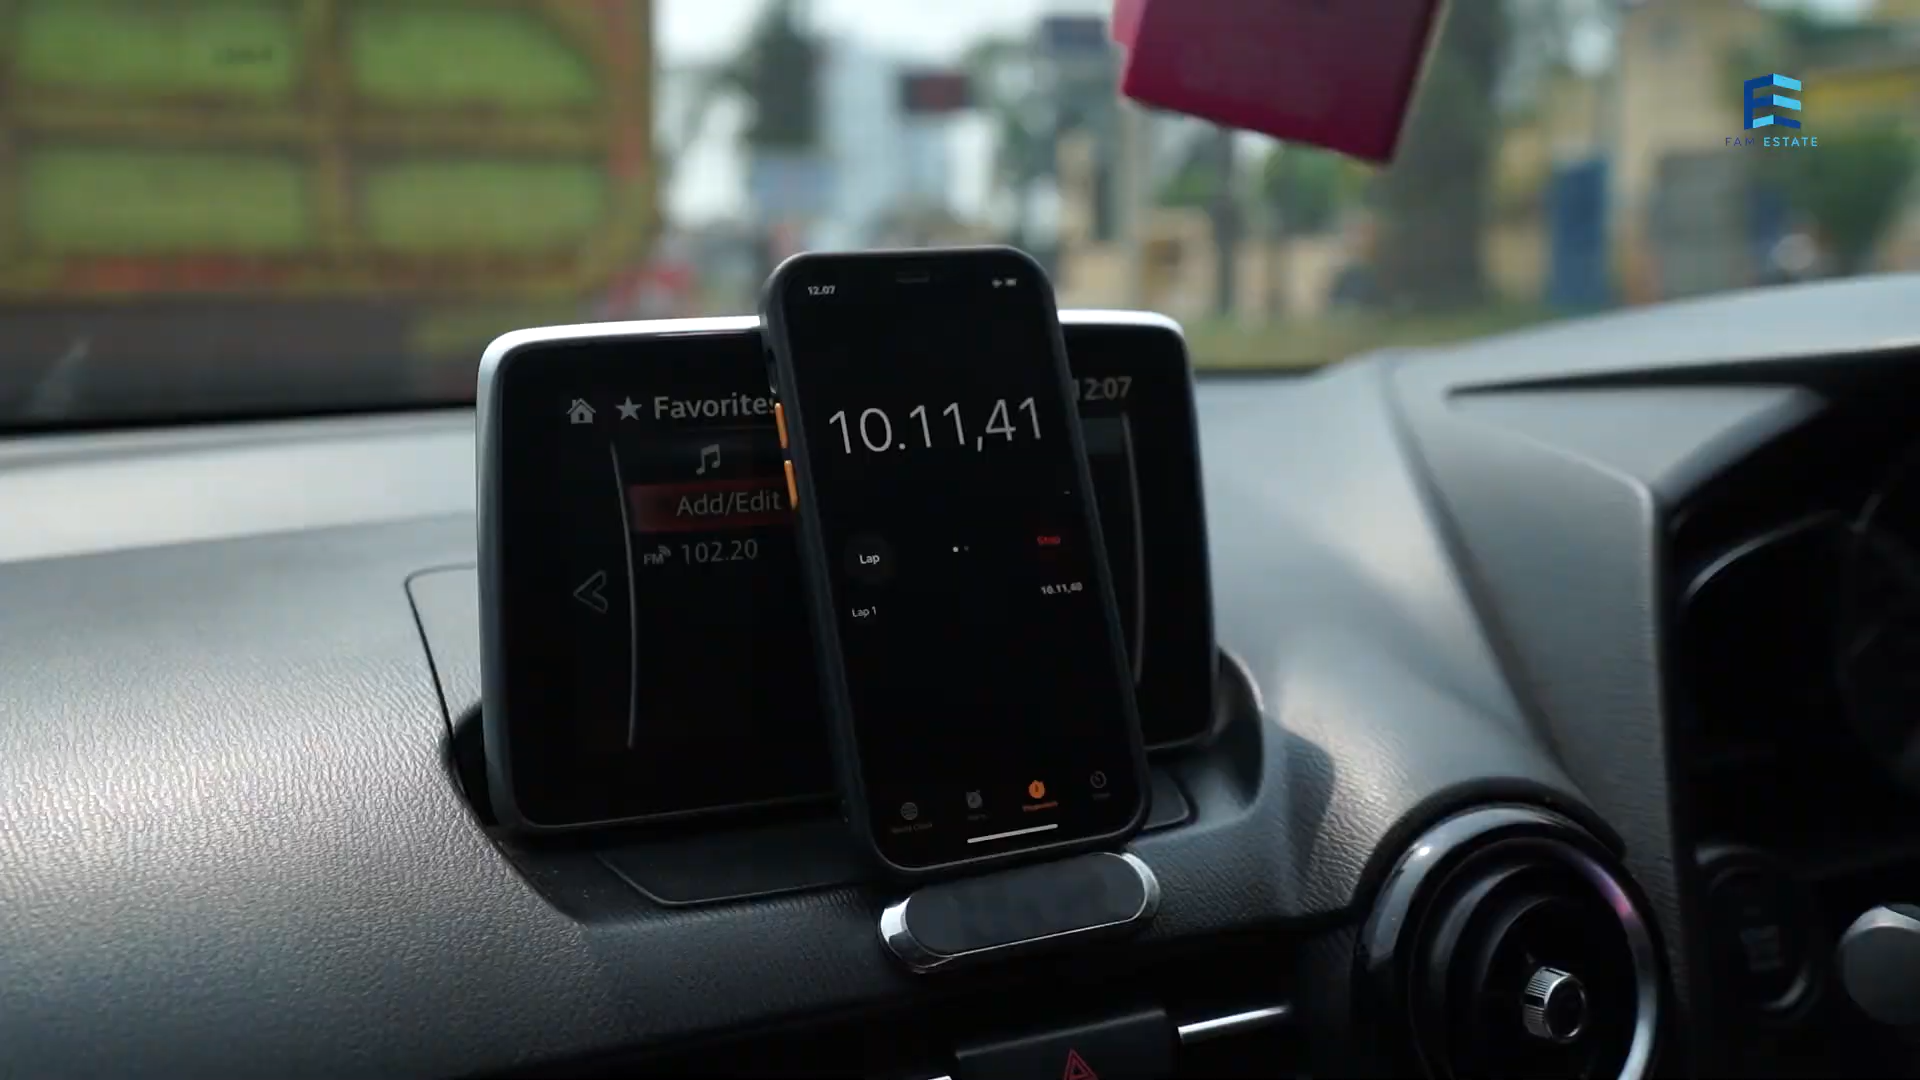 FAM ESTATE
12.07
Favorites
12:07
10.11,41
Add/Edit
FM 102.20
Lap
Stop
Lap 1
10.11,40